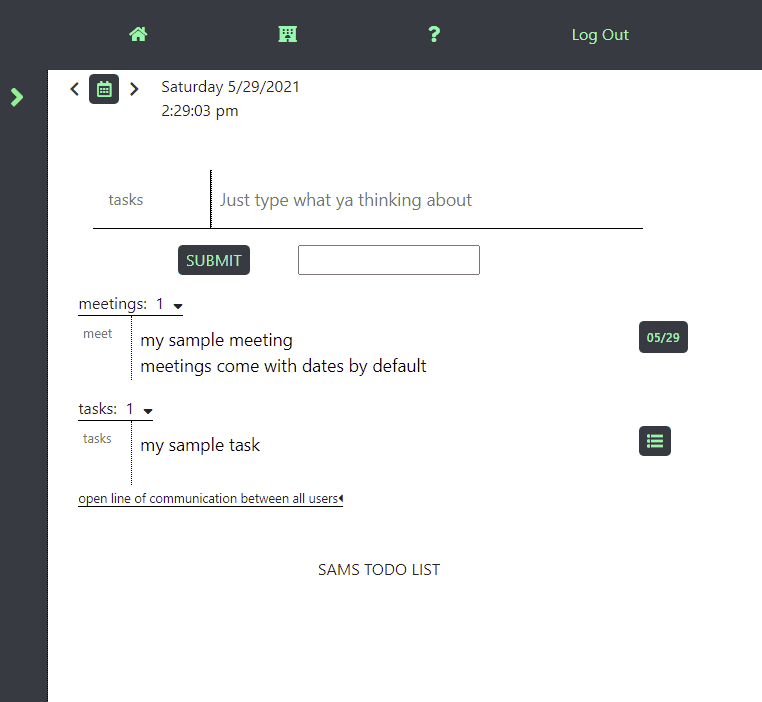 Log Out
Saturday 5/29/2021
2:29:03 pm
tasks
Just type what ya thinking about
SUBMIT
meetings: 1
meet
my sample meeting
meetings come with dates by default
05/29
tasks: 1
tasks
my sample task
open line of communication between all users
SAMS TODO LIST